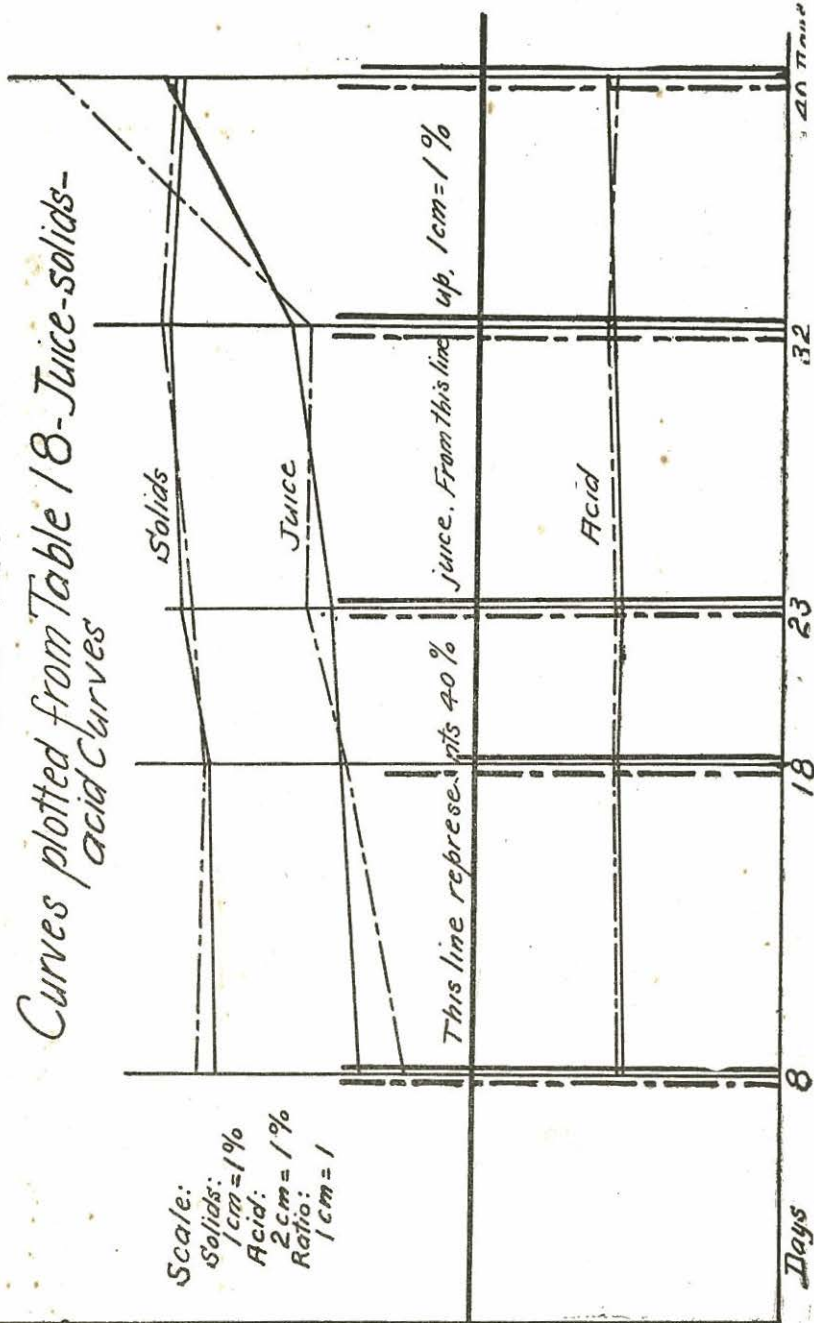 Curves plotted from Table 18-Juice-solids-
acid Curves
Scale:
Solids:
1cm=1%
Acid:
2cm=1%
Ratio:
1cm=1
Solids
Juice
This line represents 40% juice. From this line up, 1cm=1%
Acid
Days 8 18 23 32 40